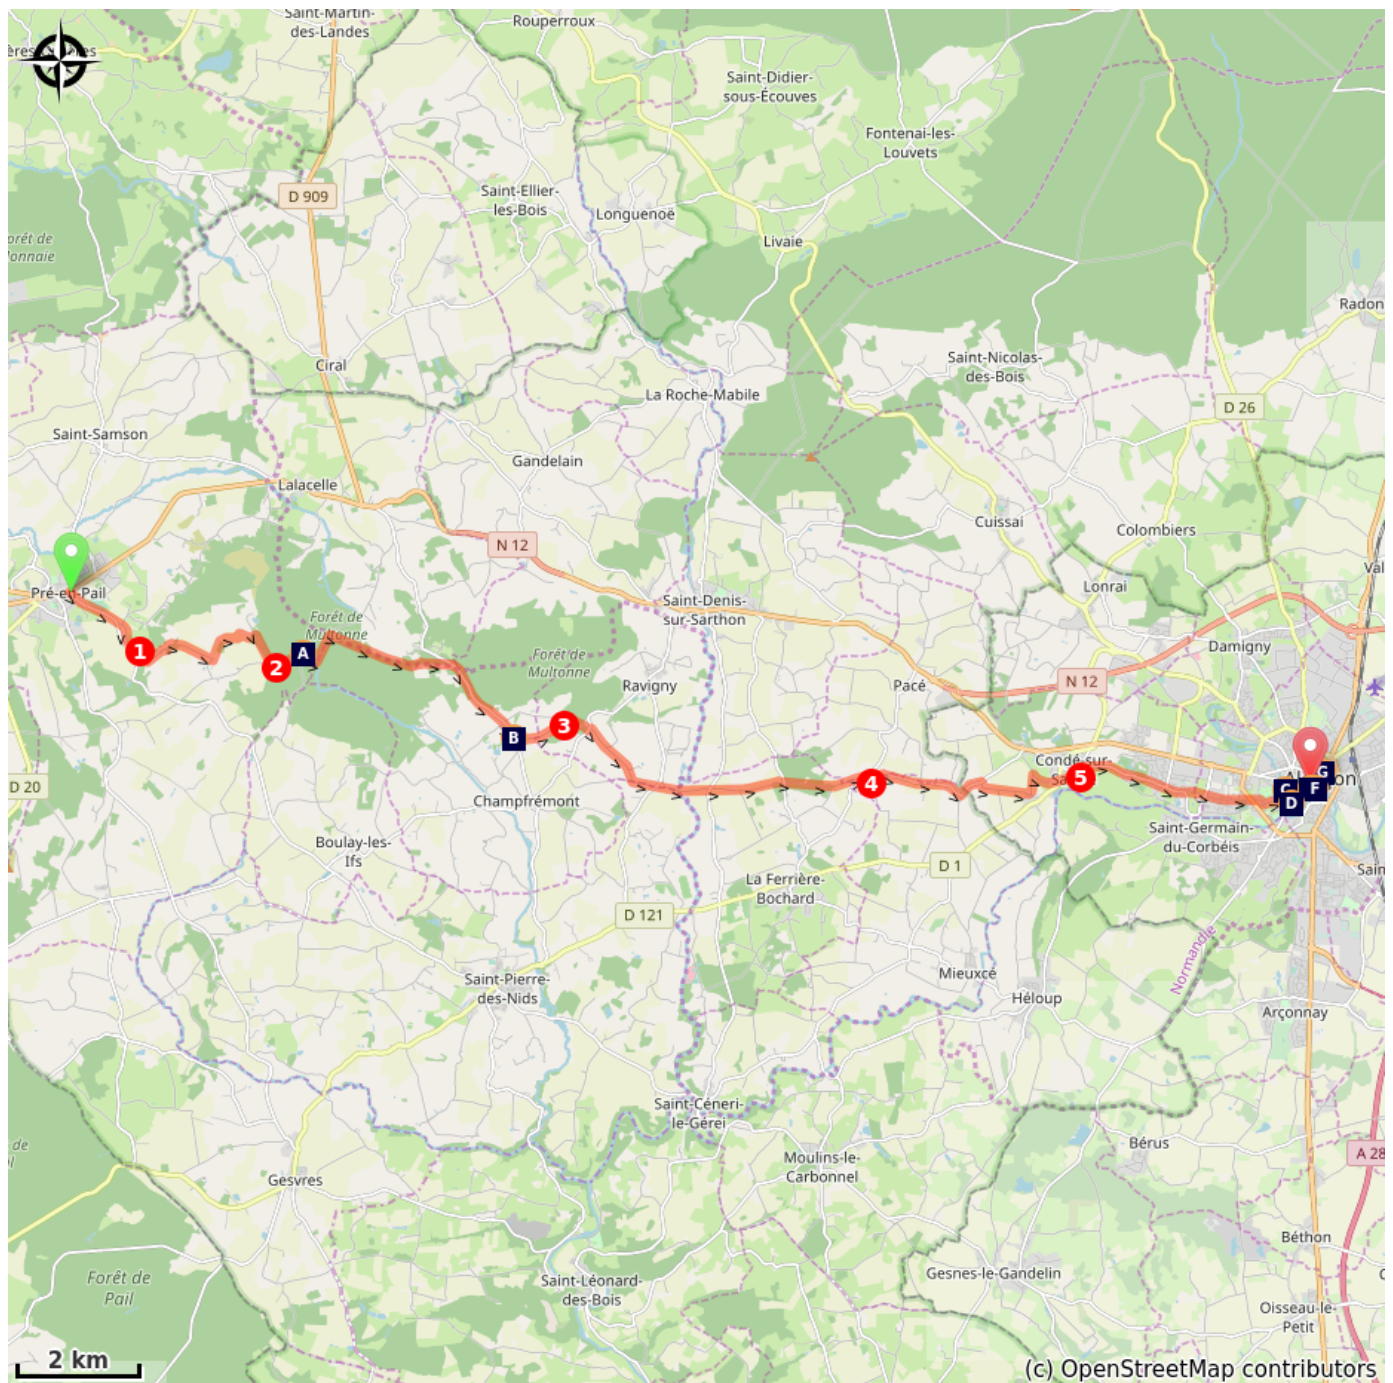 Saint-Martin-
des-Landes
Rouperroux
Saint-Didier-
sous-Écouves
Fontenai-les-
Louvets
D 909
Saint-Ellier-
les-Bois
Longuenoë
Livaie
Radon
Ciral
Saint-Nicolas-
des-Bois
La Roche-Mabile
D 26
Saint-Samson
Gandelain
Lalacelle
Cuissai
Colombiers
N 12
Pré-en-Pail
Lonrai
Saint-Denis-
sur-Sarthon
Forêt de
Multonne
1
2
A
Forêt de
Multonne
Ravigny
Pacé
Damigny
N 12
B
3
D 20
4
5
Condé-sur-
G
F
D
Champfrémont
Saint-Germain-
du-Corbéis
Boulay-les-
Ifs
D 1
La Ferrière-
Bochard
D 121
Normandie
Saint-Pierre-
des-Nids
Mieuxcé
Héloup
Arçonnay
Saint-Céneri-
le-Gérei
Bérus
A 28
Moulins-le-
Carbonnel
Gesvres
Béthon
Forêt de
Pail
Saint-Léonard-
des-Bois
Gesnes-le-Gandelin
Oisseau-le-
Petit
2 km
(c) OpenStreetMap contributors